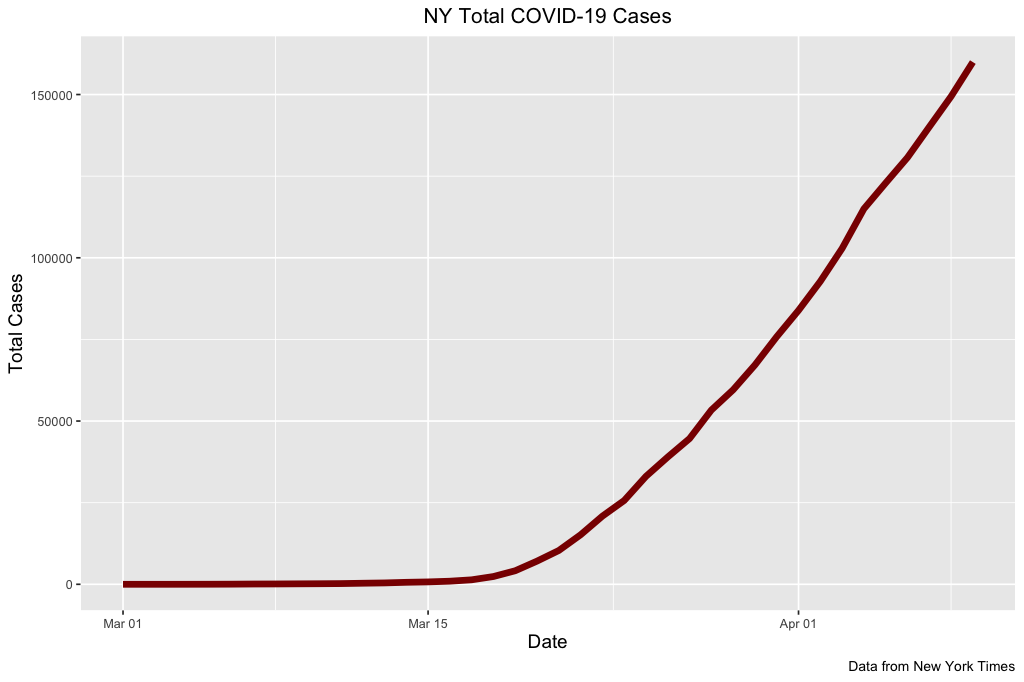 NY Total COVID-19 Cases
Total Cases
150000
100000
50000
0
Mar 01
Mar 15
Apr 01
Date
Data from New York Times